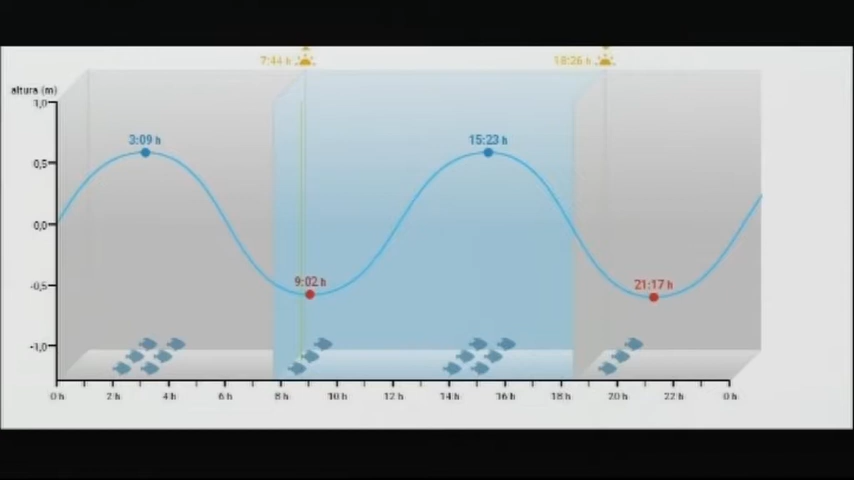 7:44 h 18:26 h
altura (m)
1,0
3:09 h 15:23 h
0,5
0,0
9:02 h 21:17 h
-0,5
-1,0
0 h 2 h 4 h 6 h 8 h 10 h 12 h 14 h 16 h 18 h 20 h 22 h 0 h